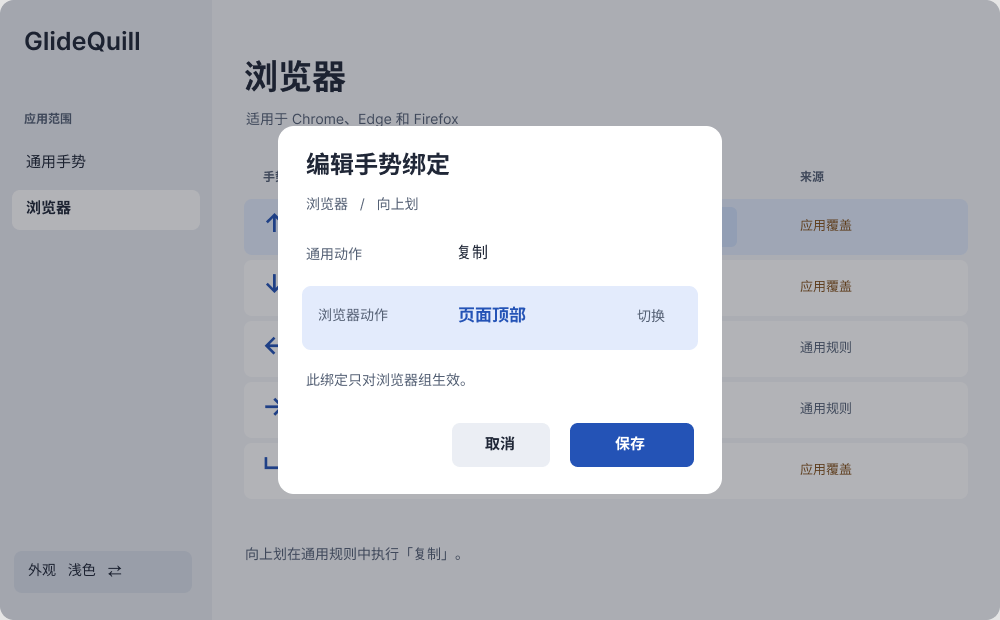 GlideQuill
应用范围
通用手势
浏览器
外观 浅色 ⇄
浏览器
适用于 Chrome、Edge 和 Firefox
来源
应用覆盖
应用覆盖
通用规则
通用规则
应用覆盖
向上划在通用规则中执行「复制」。
编辑手势绑定
浏览器 / 向上划
通用动作 复制
浏览器动作 页面顶部 切换
此绑定只对浏览器组生效。
取消 保存